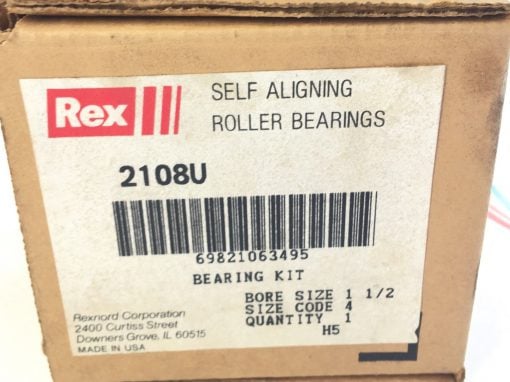 Rex
SELF ALIGNING
ROLLER BEARINGS
2108U
69821063495
BEARING KIT
BORE SIZE 1 1/2
SIZE CODE 4
QUANTITY 1
H5
Rexnord Corporation
2400 Curtiss Street
Downers Grove, IL 60515
MADE IN USA